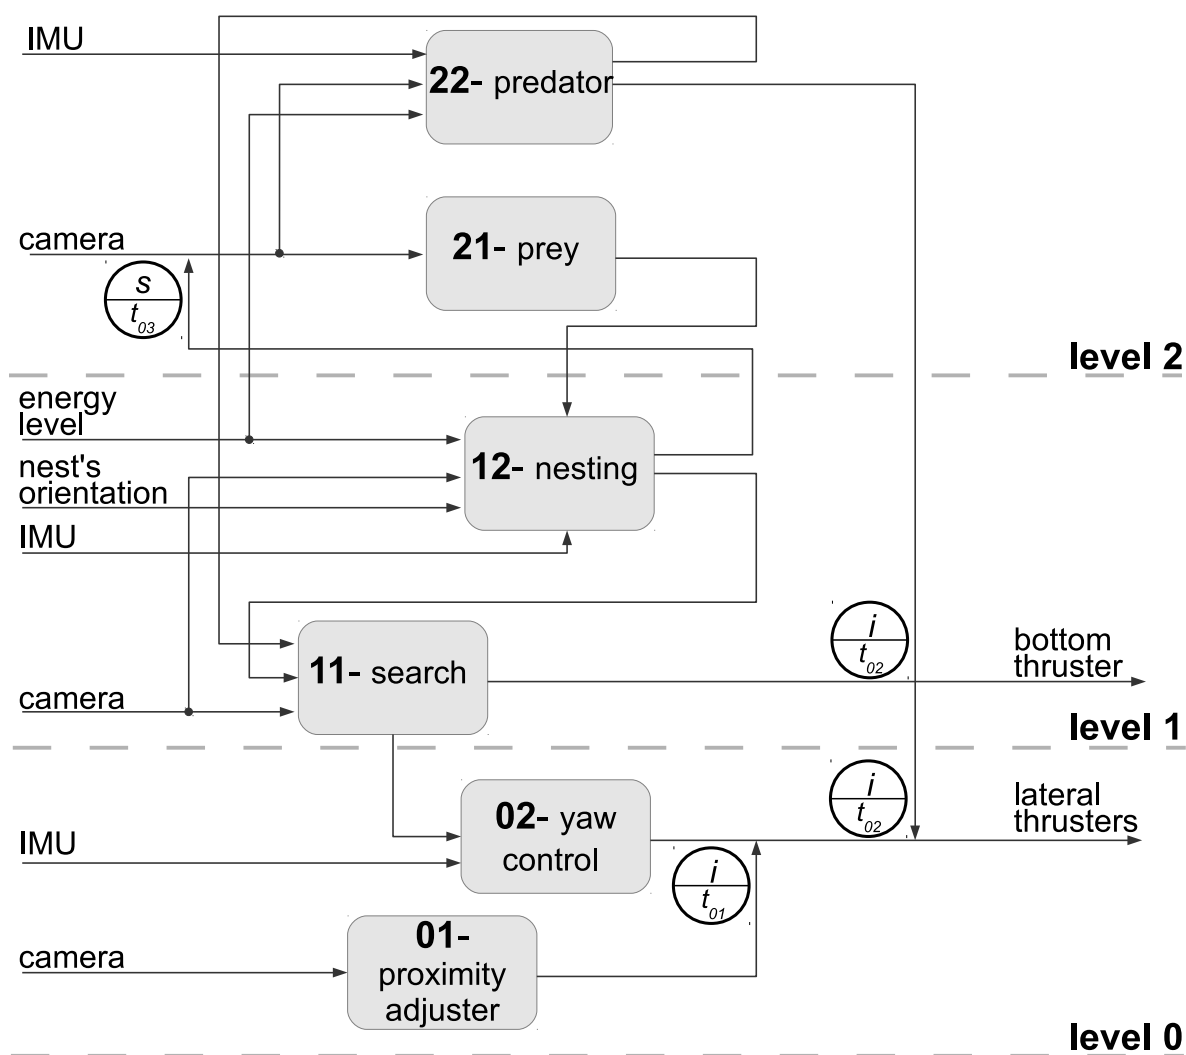 IMU
22- predator
camera
21- prey
s
t03
level 2
energy
level
12- nesting
nest's
orientation
IMU
i
t02
bottom
thruster
11- search
camera
level 1
i
t02
lateral
thrusters
02- yaw
control
IMU
i
t01
01-
proximity
adjuster
camera
level 0